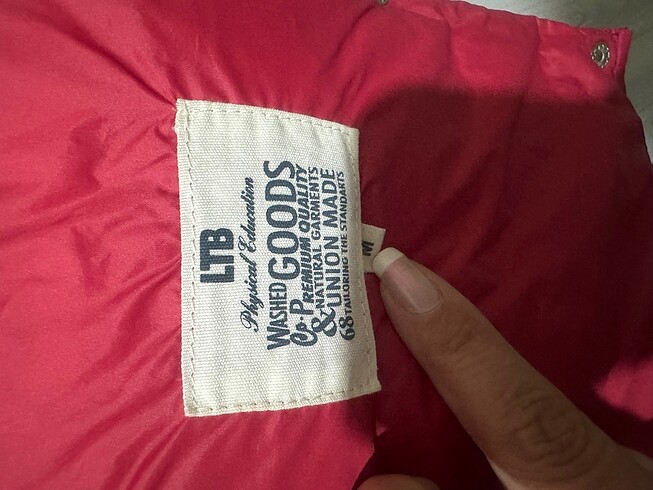 LTB
Physical Education
WASHED GOODS
Co. PREMIUM QUALITY
NATURAL GARMENTS
& UNION MADE
68 TAILORING THE STANDARTS
M